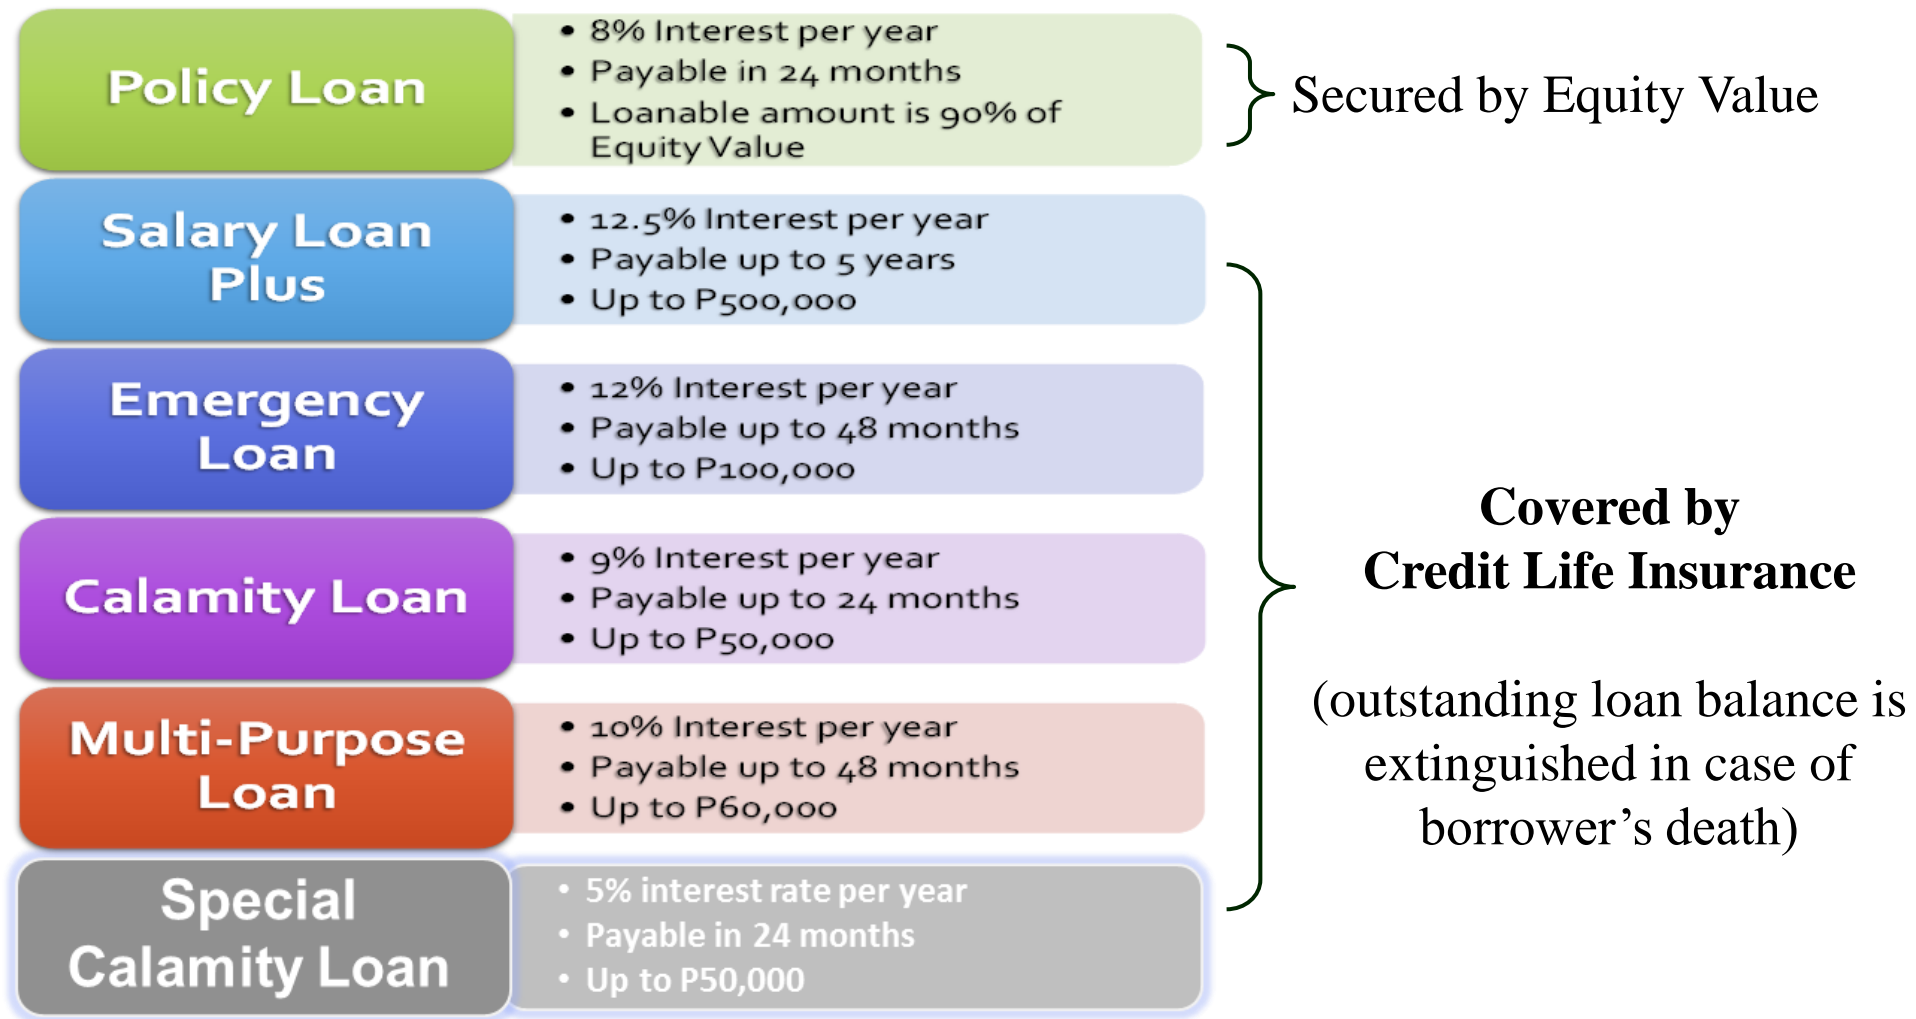 Policy Loan
• 8% Interest per year
• Payable in 24 months
• Loanable amount is 90% of
Equity Value
Secured by Equity Value
Salary Loan
Plus
• 12.5% Interest per year
• Payable up to 5 years
• Up to P500,000
Emergency
Loan
• 12% Interest per year
• Payable up to 48 months
• Up to P100,000
Calamity Loan
• 9% Interest per year
• Payable up to 24 months
• Up to P50,000
Multi-Purpose
Loan
• 10% Interest per year
• Payable up to 48 months
• Up to P60,000
Special
Calamity Loan
• 5% interest rate per year
• Payable in 24 months
• Up to P50,000
Covered by
Credit Life Insurance
(outstanding loan balance is
extinguished in case of
borrower’s death)